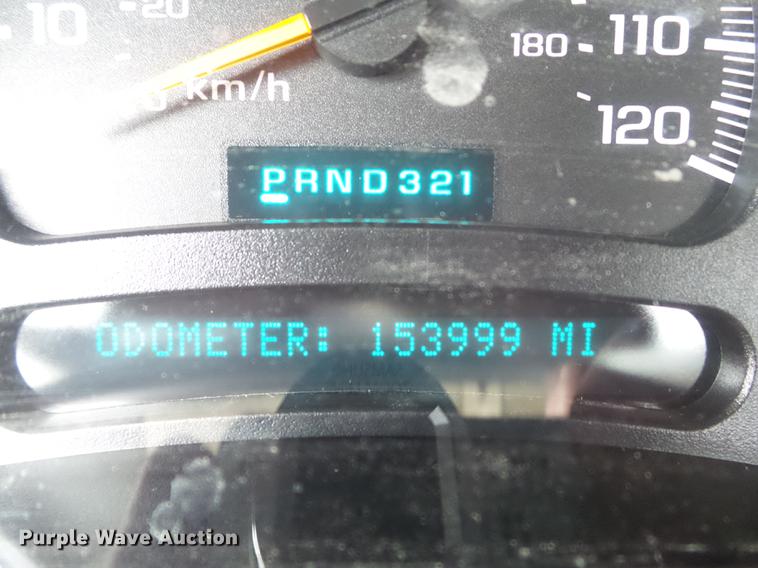 10
20
km/h
180
110
120
PRND321
ODOMETER: 153999 MI
Purple Wave Auction